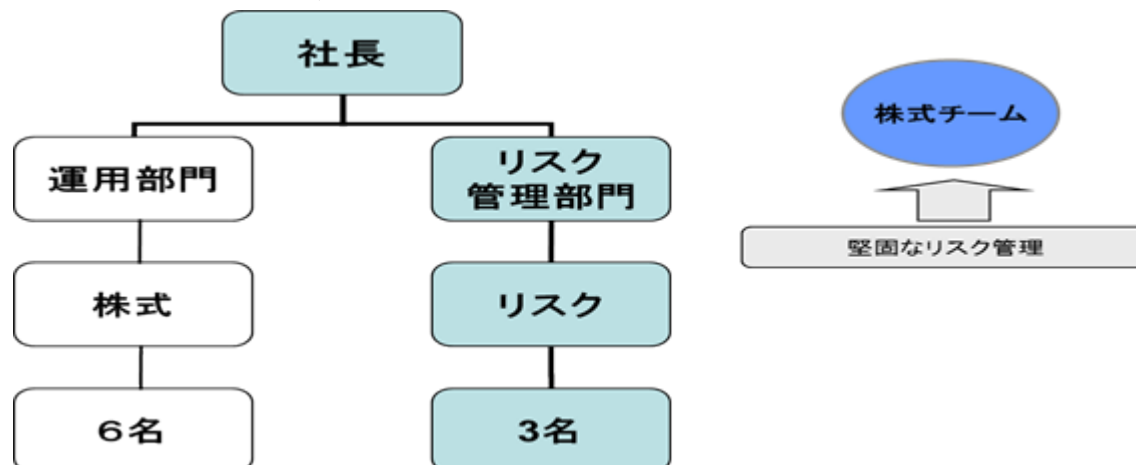 社長
運用部門
リスク
管理部門
株式
リスク
6名
3名
株式チーム
堅固なリスク管理